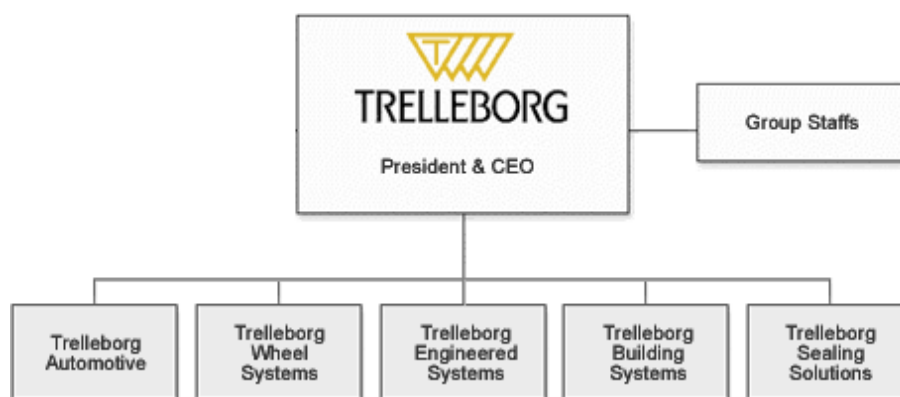 T
TRELLEBORG
President & CEO
Group Staffs
Trelleborg
Automotive
Trelleborg
Wheel
Systems
Trelleborg
Engineered
Systems
Trelleborg
Building
Systems
Trelleborg
Sealing
Solutions